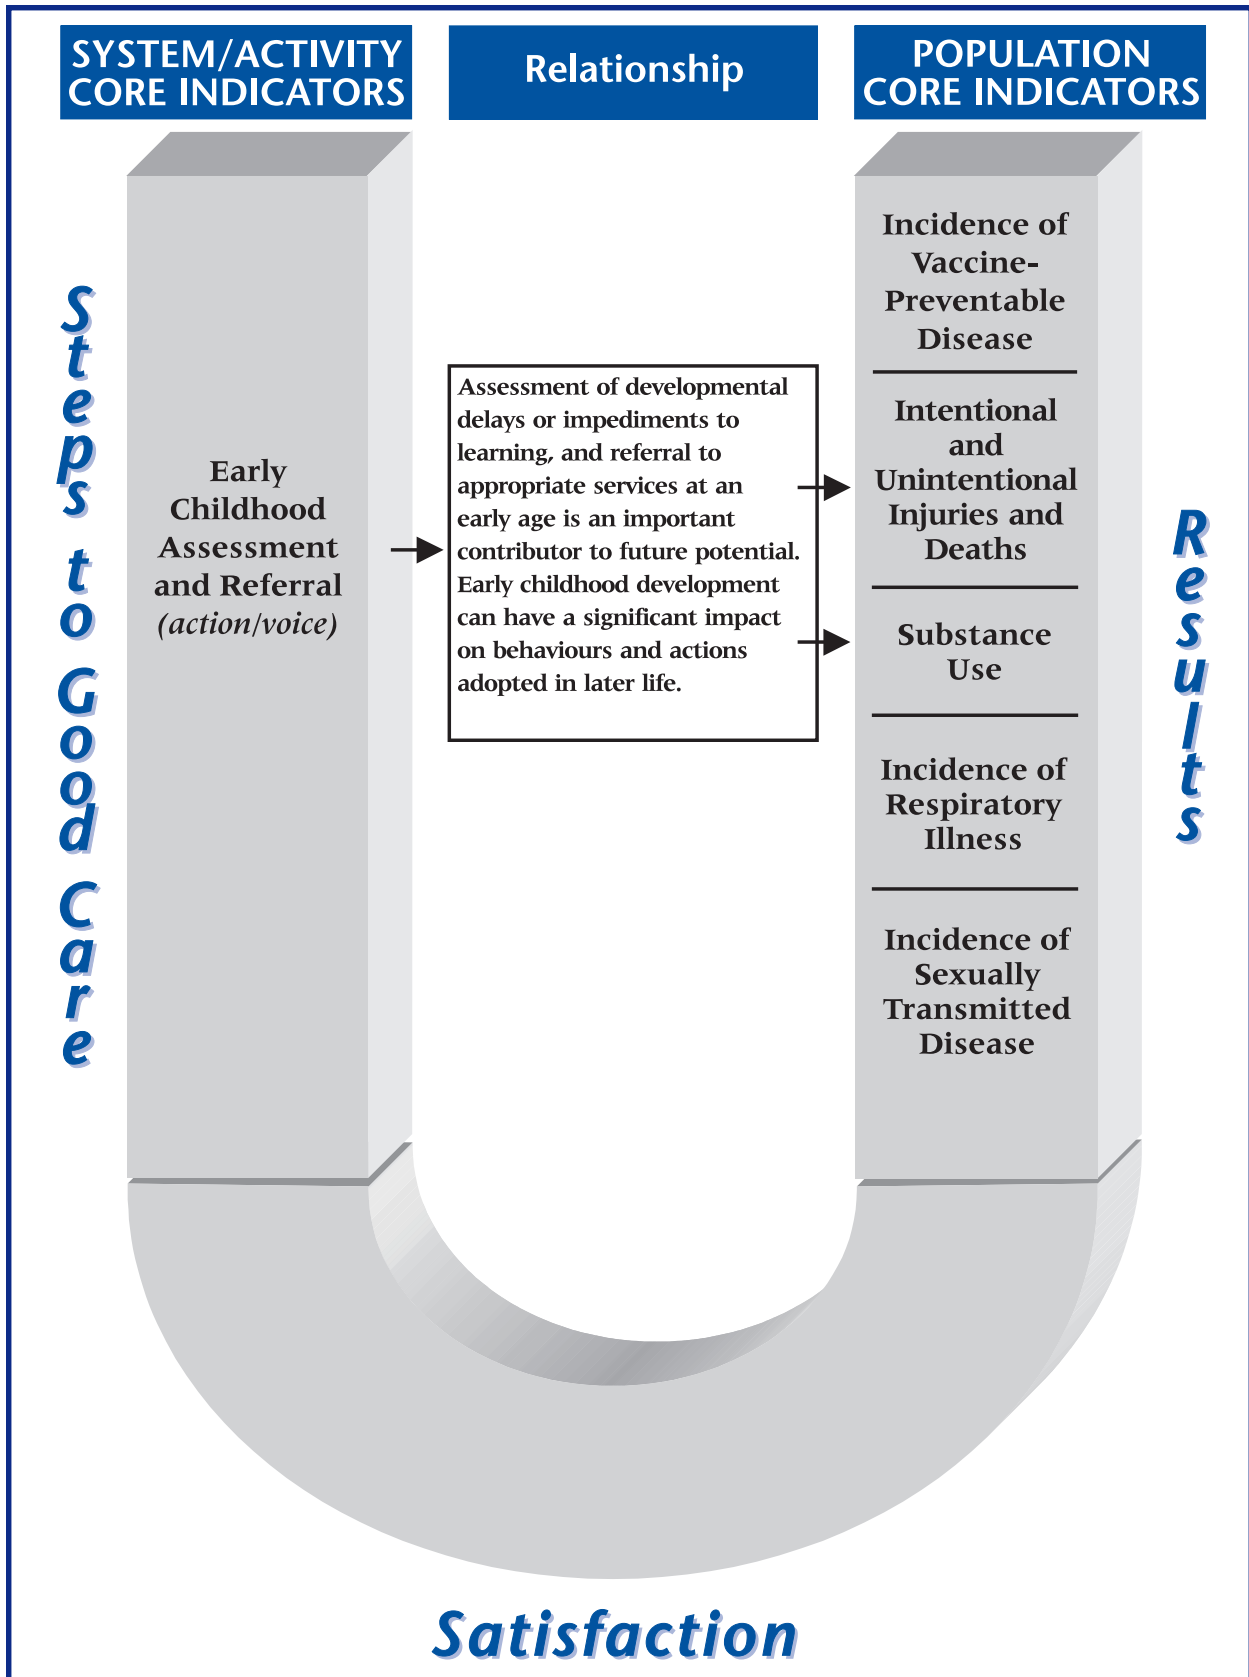 SYSTEM/ACTIVITY
CORE INDICATORS
Relationship
POPULATION
CORE INDICATORS
Steps to Good Care
Early
Childhood
Assessment
and Referral
(action/voice)
Assessment of developmental
delays or impediments to
learning, and referral to
appropriate services at an
early age is an important
contributor to future potential.
Early childhood development
can have a significant impact
on behaviours and actions
adopted in later life.
Incidence of
Vaccine-
Preventable
Disease
Intentional
and
Unintentional
Injuries and
Deaths
Substance
Use
Incidence of
Respiratory
Illness
Incidence of
Sexually
Transmitted
Disease
Results
Satisfaction